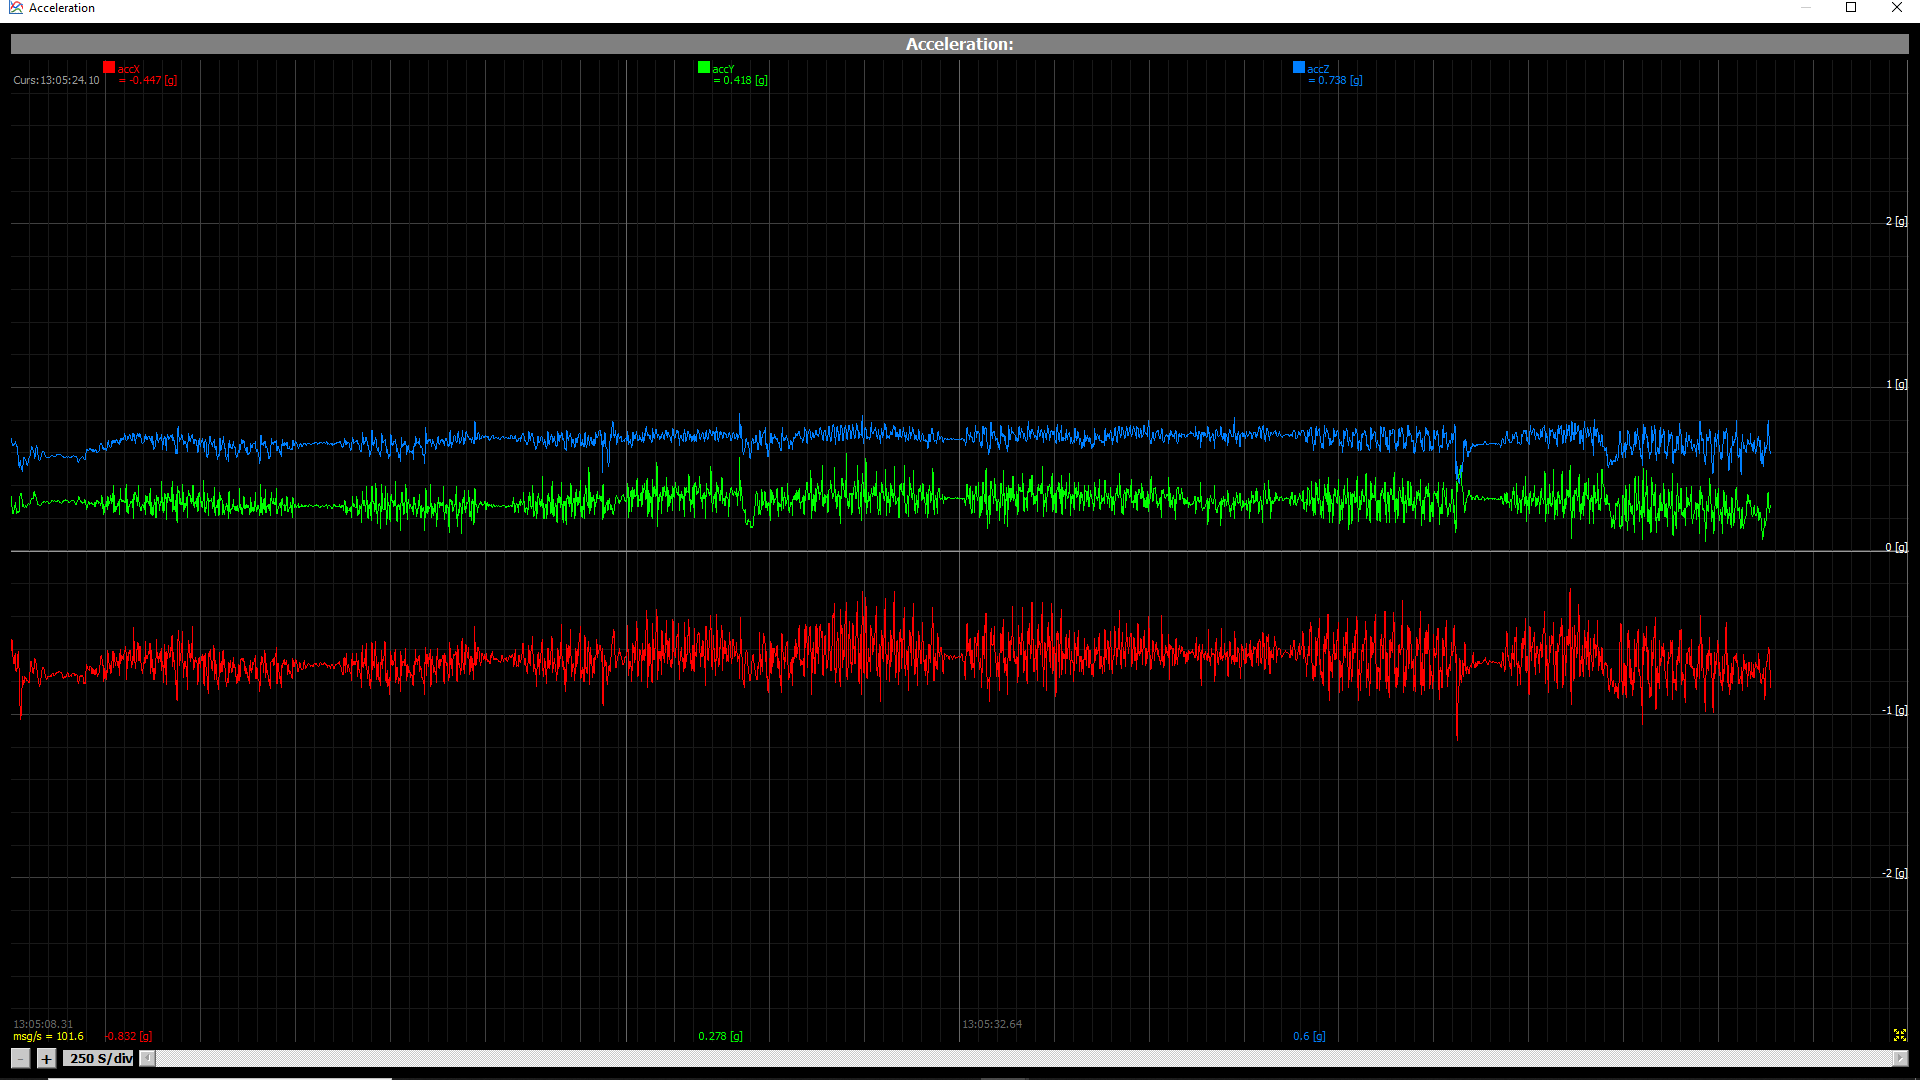 Acceleration
Acceleration:
accX
accY
accZ
Curs:13:05:24.10
= -0.447 [g]
= 0.418 [g]
= 0.738 [g]
2 [g]
1 [g]
0 [g]
-1 [g]
-2 [g]
13:05:08.31
13:05:32.64
msg/s = 101.6
-0.832 [g]
0.278 [g]
0.6 [g]
- + 250 S/div